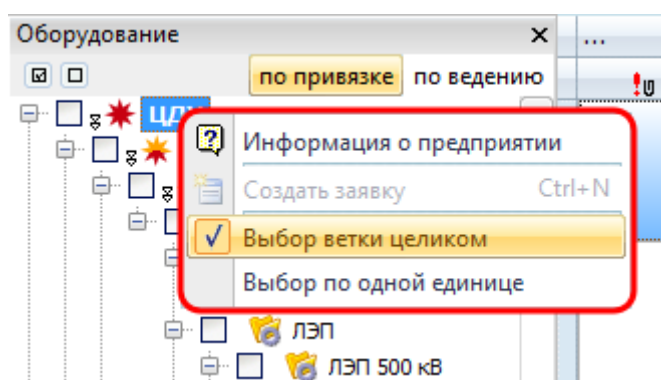 Оборудование
...
по привязке по ведению
Информация о предприятии
Создать заявку Ctrl+N
Выбор ветки целиком
Выбор по одной единице
ЛЭП
ЛЭП 500 кВ